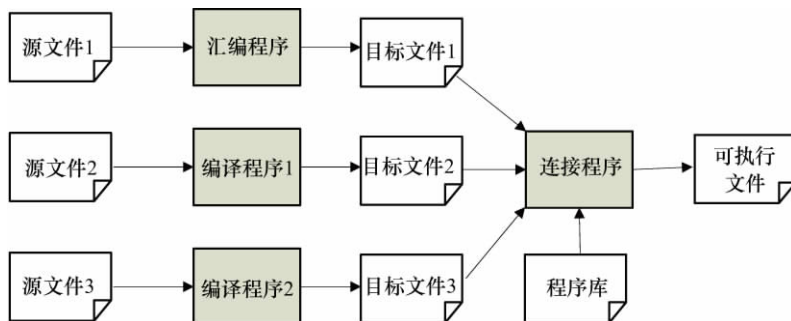 源文件1
汇编程序
目标文件1
源文件2
编译程序1
目标文件2
连接程序
可执行
文件
源文件3
编译程序2
目标文件3
程序库